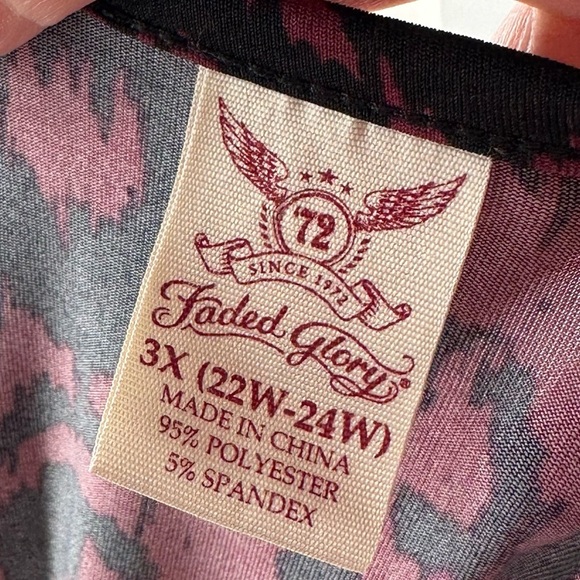 '72
SINCE 1972
Faded Glory®
3X (22W-24W)
MADE IN CHINA
95% POLYESTER
5% SPANDEX